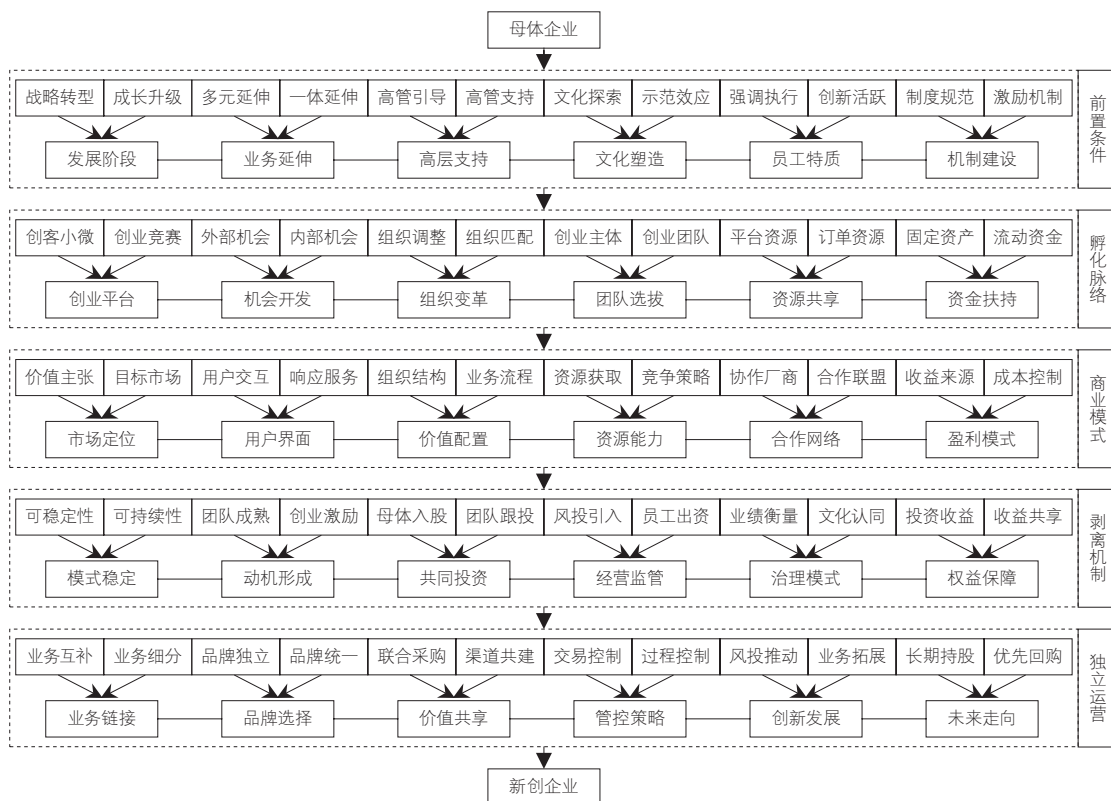 母体企业
战略转型 成长升级 多元延伸 一体延伸 高管引导 高管支持 文化探索 示范效应 强调执行 创新活跃 制度规范 激励机制
发展阶段 业务延伸 高层支持 文化塑造 员工特质 机制建设
前置条件
创客小微 创业竞赛 外部机会 内部机会 组织调整 组织匹配 创业主体 创业团队 平台资源 订单资源 固定资产 流动资金
创业平台 机会开发 组织变革 团队选拔 资源共享 资金扶持
孵化脉络
价值主张 目标市场 用户交互 响应服务 组织结构 业务流程 资源获取 竞争策略 协作厂商 合作联盟 收益来源 成本控制
市场定位 用户界面 价值配置 资源能力 合作网络 盈利模式
商业模式
可稳定性 可持续性 团队成熟 创业激励 母体入股 团队跟投 风投引入 员工出资 业绩衡量 文化认同 投资收益 收益共享
模式稳定 动机形成 共同投资 经营监管 治理模式 权益保障
剥离机制
业务互补 业务细分 品牌独立 品牌统一 联合采购 渠道共建 交易控制 过程控制 风投推动 业务拓展 长期持股 优先回购
业务链接 品牌选择 价值共享 管控策略 创新发展 未来走向
独立运营
新创企业